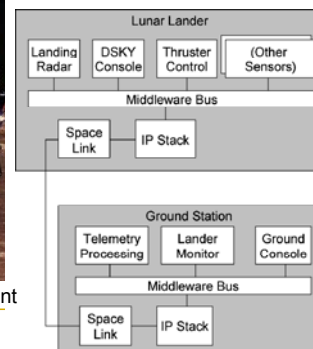 Lunar Lander
Landing
Radar
DSKY
Console
Thruster
Control
(Other
Sensors)
Middleware Bus
Space
Link
IP Stack
Ground Station
Telemetry
Processing
Lander
Monitor
Ground
Console
Middleware Bus
Space
Link
IP Stack
nt